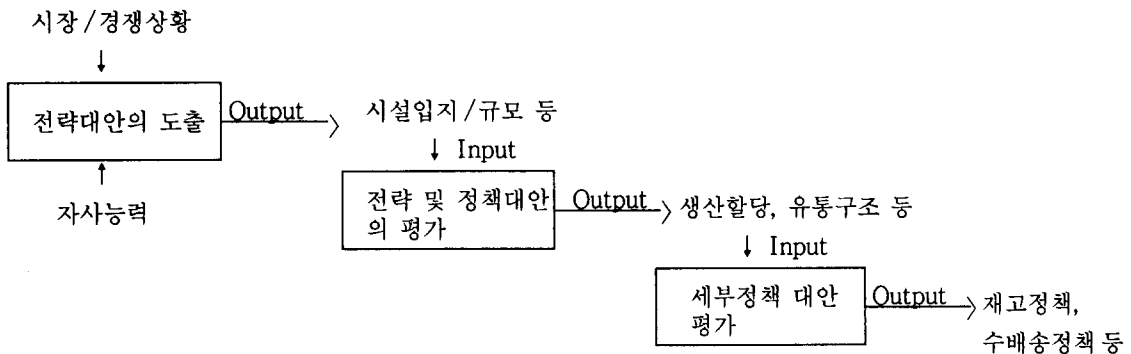 시장/경쟁상황
전략대안의 도출
Output
시설입지/규모 등
Input
자사능력
전략 및 정책대안
의 평가
Output
생산할당, 유통구조 등
Input
세부정책 대안
평가
Output
재고정책,
수배송정책 등